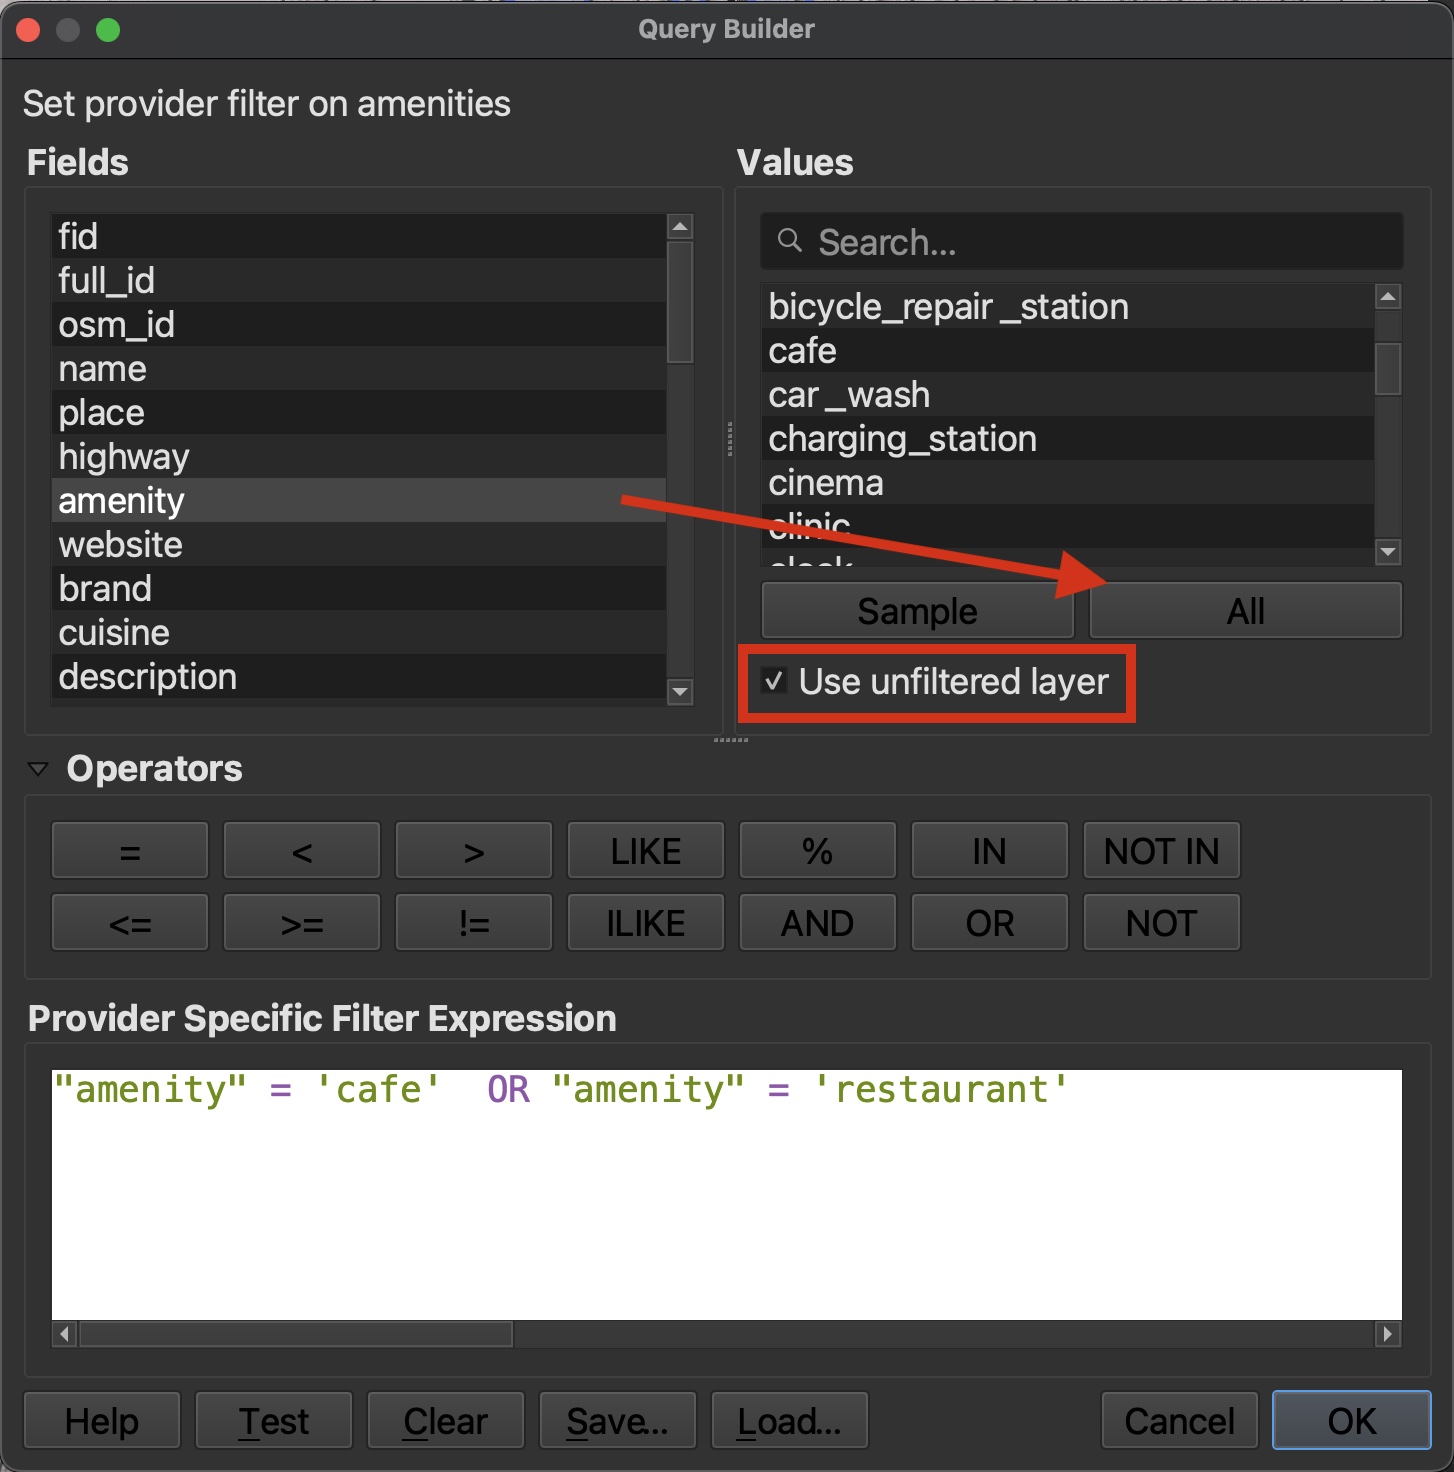 Query Builder
Set provider filter on amenities
Fields
fid
full_id
osm_id
name
place
highway
amenity
website
brand
cuisine
description
Values
Search...
bicycle_repair_station
cafe
car_wash
charging_station
cinema
clinic
clock
Sample
All
Use unfiltered layer
Operators
= < > LIKE % IN NOT IN
<= >= != ILIKE AND OR NOT
Provider Specific Filter Expression
"amenity" = 'cafe'  OR "amenity" = 'restaurant'
Help Test Clear Save... Load... Cancel OK